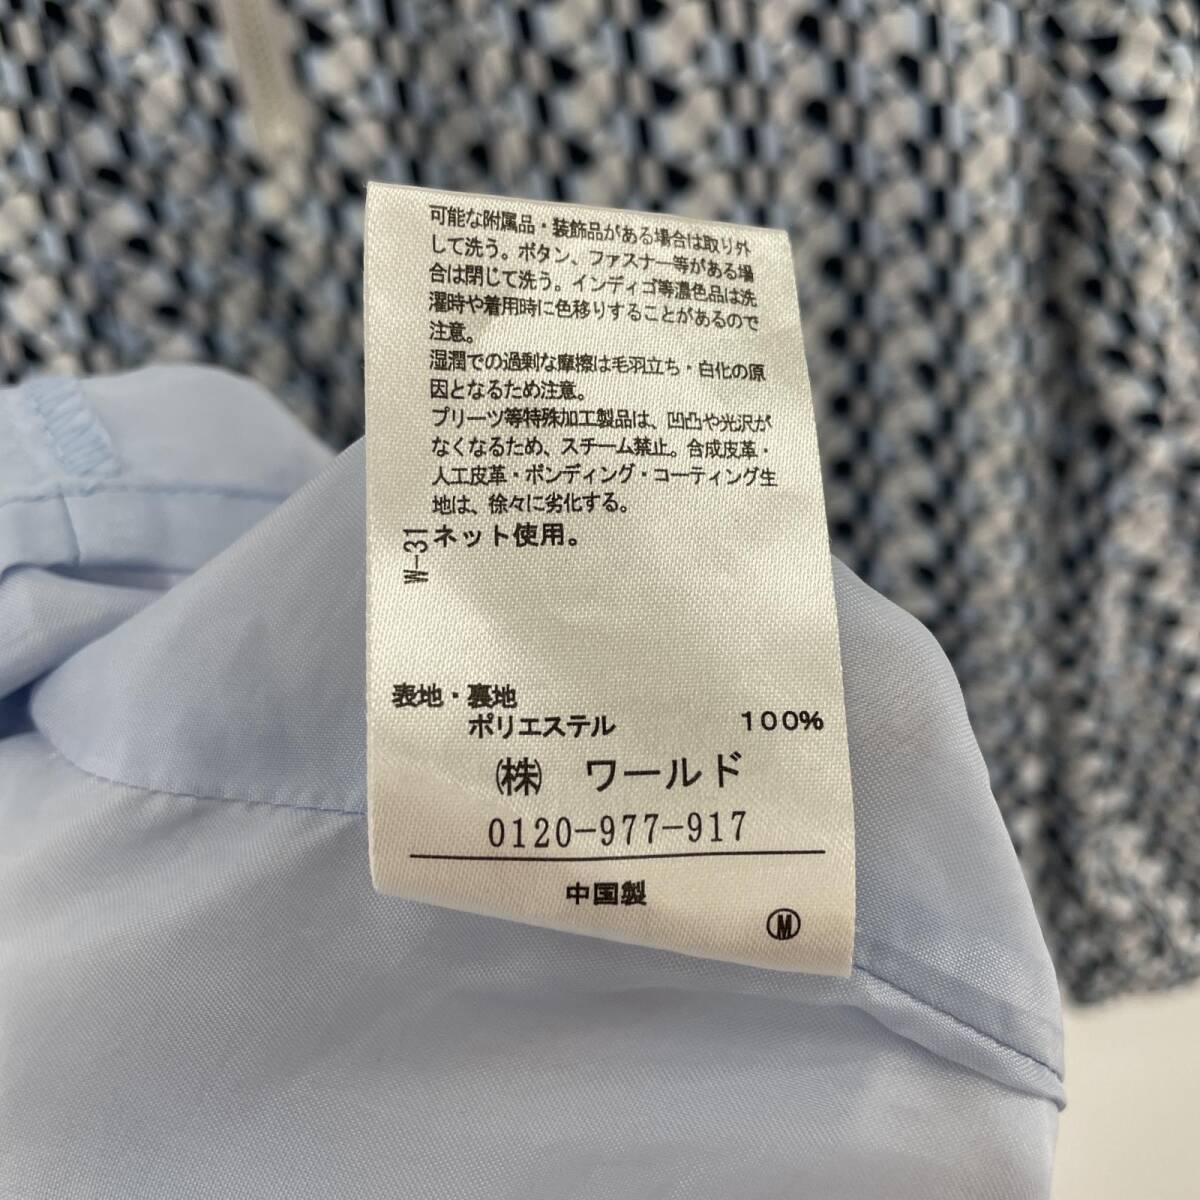 可能な附属品・装飾品がある場合は取り外
して洗う。ボタン、ファスナー等がある場
合は閉じて洗う。インディゴ等濃色品は洗
濯時や着用時に色移りすることがあるので
注意。
湿潤での過剰な摩擦は毛羽立ち・白化の原
因となるため注意。
プリーツ等特殊加工製品は、凹凸や光沢が
なくなるため、スチーム禁止。合成皮革・
人工皮革・ボンディング・コーティング生
地は、徐々に劣化する。
ネット使用。
W-31
表地・裏地
ポリエステル 100%
㈱ ワールド
0120-977-917
中国製
Ⓜ